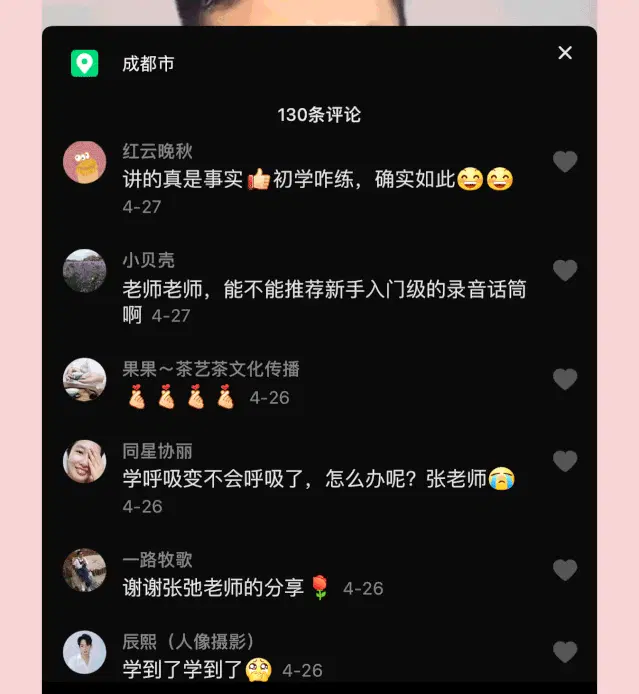 成都市
130条评论
红云晚秋
讲的真是事实👍初学咋练，确实如此😄😄
4-27
小贝壳
老师老师，能不能推荐新手入门级的录音话筒
啊 4-27
果果～茶艺茶文化传播
4-26
同星协丽
学呼吸变不会呼吸了，怎么办呢？张老师😭
4-26
一路牧歌
谢谢张弛老师的分享🌹 4-26
辰熙（人像摄影）
学到了学到了🤭 4-26